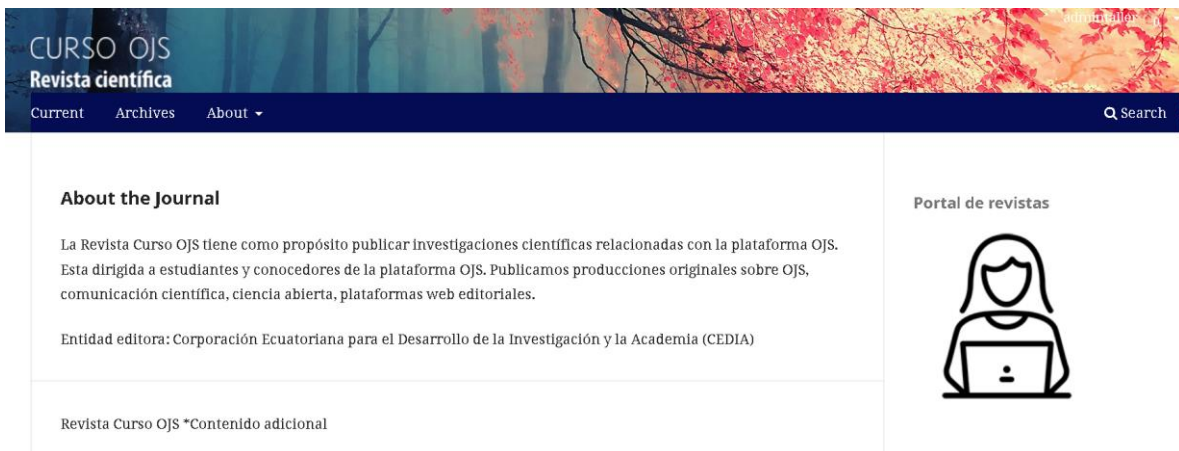 admintaller 0
CURSO OJS
Revista científica
Current Archives About
Search
About the Journal
La Revista Curso OJS tiene como propósito publicar investigaciones científicas relacionadas con la plataforma OJS.
Esta dirigida a estudiantes y conocedores de la plataforma OJS. Publicamos producciones originales sobre OJS,
comunicación científica, ciencia abierta, plataformas web editoriales.
Entidad editora: Corporación Ecuatoriana para el Desarrollo de la Investigación y la Academia (CEDIA)
Revista Curso OJS *Contenido adicional
Portal de revistas